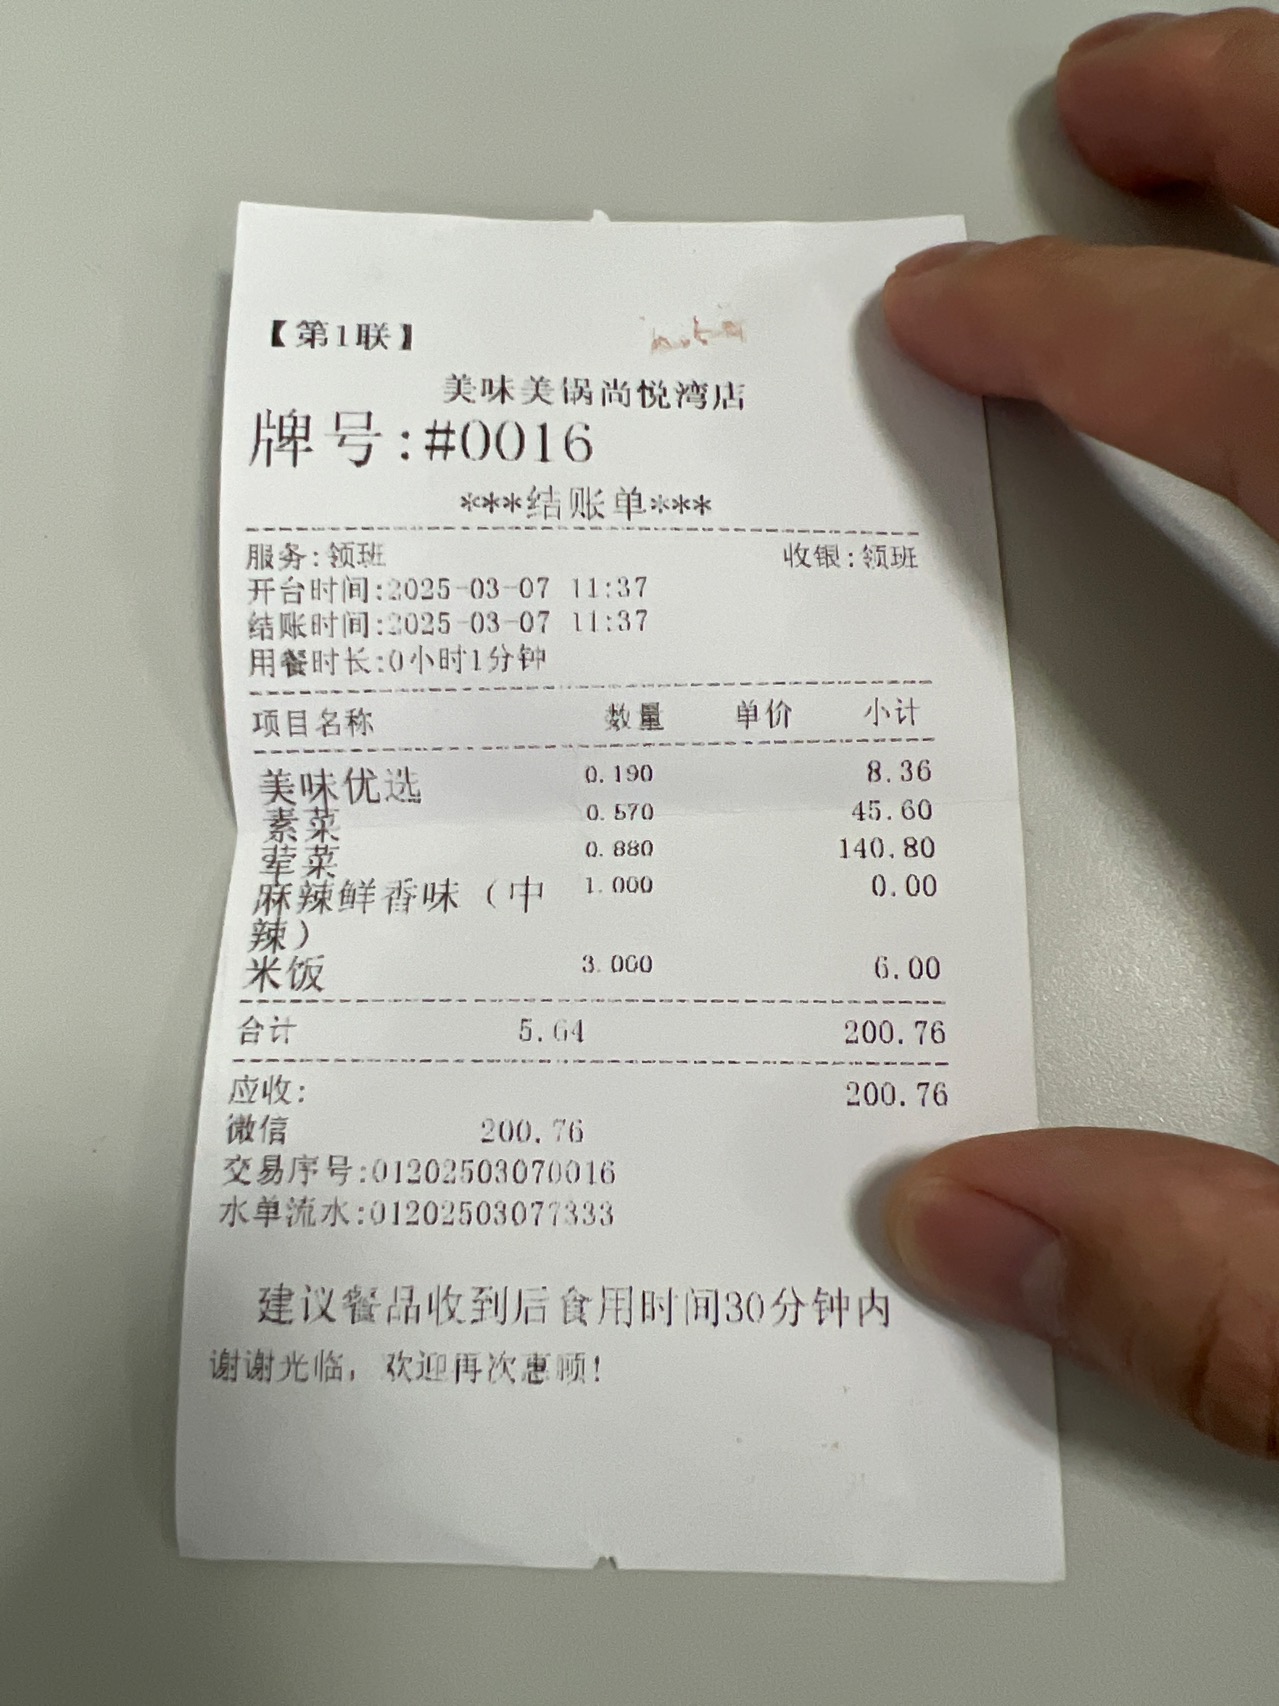 【第1联】
美味美锅尚悦湾店
牌号:#0016
***结账单***
服务:领班 收银:领班
开台时间:2025-03-07 11:37
结账时间:2025-03-07 11:37
用餐时长:0小时1分钟
项目名称 数量 单价 小计
美味优选 0.190 8.36
素菜 0.570 45.60
荤菜 0.880 140.80
麻辣鲜香味（中 1.000 0.00
辣）
米饭 3.000 6.00
合计 5.64 200.76
应收: 200.76
微信 200.76
交易序号:01202503070016
水单流水:01202503077333
建议餐品收到后食用时间30分钟内
谢谢光临，欢迎再次惠顾!